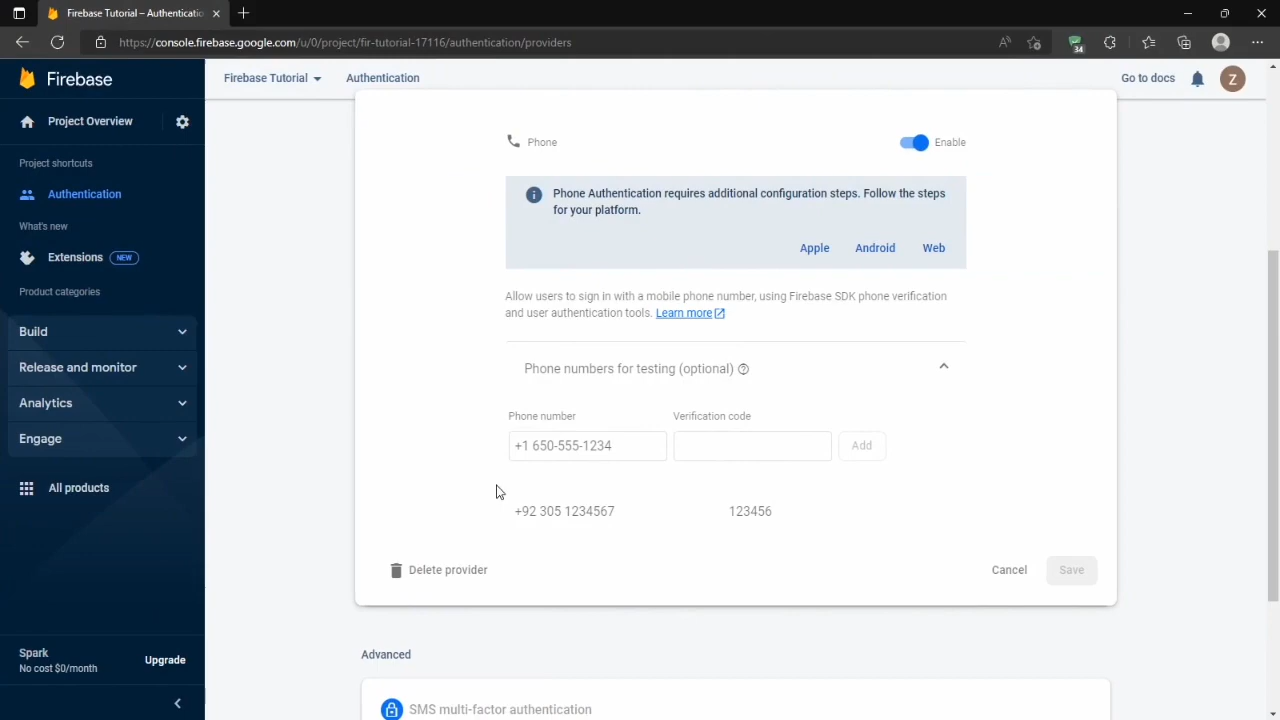 Firebase Tutorial – Authenticatio
https://console.firebase.google.com/u/0/project/fir-tutorial-17116/authentication/providers
34
Firebase
Firebase Tutorial
Authentication
Go to docs
Z
Project Overview
Project shortcuts
Authentication
What's new
Extensions NEW
Product categories
Build
Release and monitor
Analytics
Engage
All products
Spark
No cost $0/month
Upgrade
Phone
Enable
Phone Authentication requires additional configuration steps. Follow the steps
for your platform.
Apple Android Web
Allow users to sign in with a mobile phone number, using Firebase SDK phone verification
and user authentication tools. Learn more
Phone numbers for testing (optional)
Phone number Verification code
+1 650-555-1234 Add
+92 305 1234567 123456
Delete provider
Cancel Save
Advanced
SMS multi-factor authentication